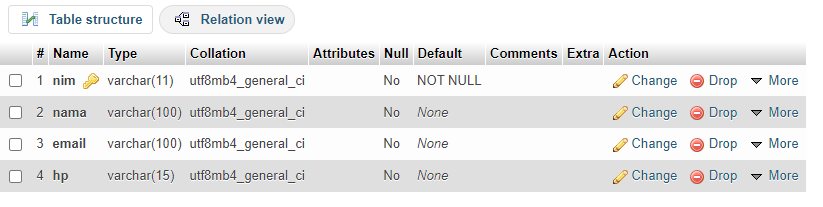 Table structure Relation view
# Name Type Collation Attributes Null Default Comments Extra Action
1 nim varchar(11) utf8mb4_general_ci No NOT NULL Change Drop More
2 nama varchar(100) utf8mb4_general_ci No None Change Drop More
3 email varchar(100) utf8mb4_general_ci No None Change Drop More
4 hp varchar(15) utf8mb4_general_ci No None Change Drop More